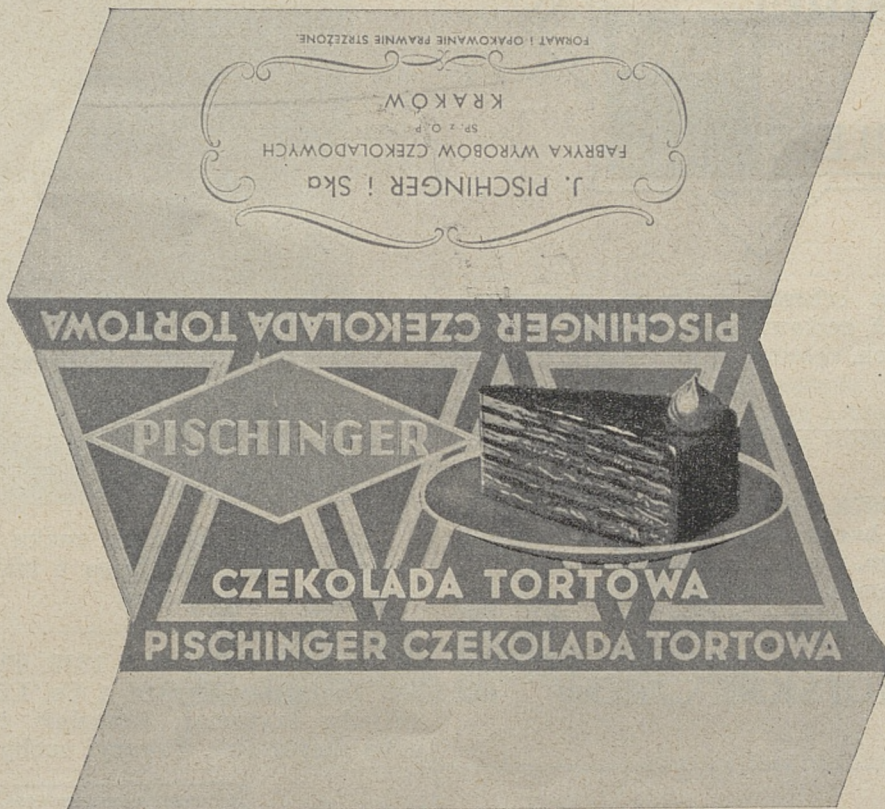 FORMAT i OPAKOWANIE PRAWNIE STRZEŻONE.
J. PISCHINGER i Ska
FABRYKA WYROBÓW CZEKOLADOWYCH
SP. z O. P.
KRAKÓW
PISCHINGER CZEKOLADA TORTOWA
PISCHINGER
CZEKOLADA TORTOWA
PISCHINGER CZEKOLADA TORTOWA